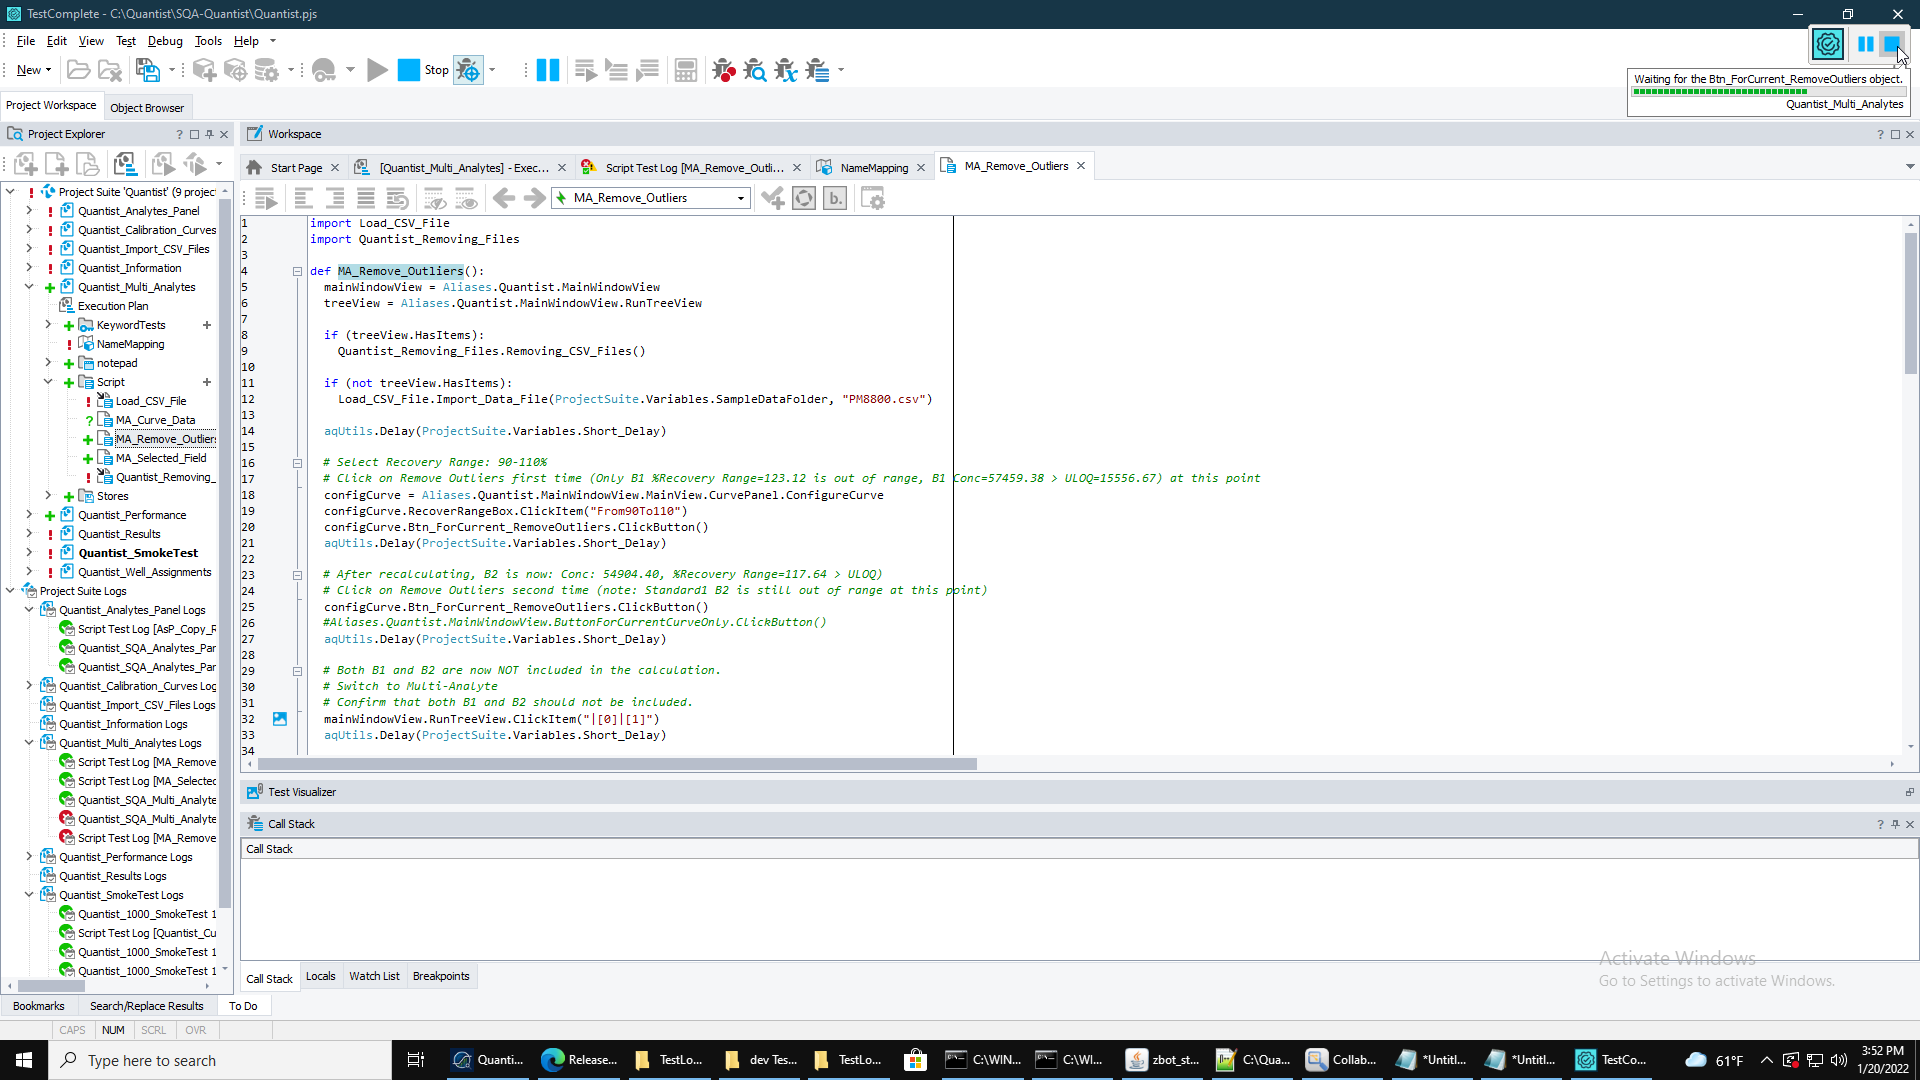 TestComplete - C:\Quantist\SQA-Quantist\Quantist.pjs
File Edit View Test Debug Tools Help
New Stop
Waiting for the Btn_ForCurrent_RemoveOutliers object.
Quantist_Multi_Analytes
Project Workspace Object Browser
Project Explorer
Workspace
Start Page [Quantist_Multi_Analytes] - Exec... Script Test Log [MA_Remove_Outli... NameMapping MA_Remove_Outliers
MA_Remove_Outliers
Project Suite 'Quantist' (9 projec
Quantist_Analytes_Panel
Quantist_Calibration_Curves
Quantist_Import_CSV_Files
Quantist_Information
Quantist_Multi_Analytes
Execution Plan
KeywordTests
NameMapping
notepad
Script
Load_CSV_File
MA_Curve_Data
MA_Remove_Outliers
MA_Selected_Field
Quantist_Removing_
Stores
Quantist_Performance
Quantist_Results
Quantist_SmokeTest
Quantist_Well_Assignments
Project Suite Logs
Quantist_Analytes_Panel Logs
Script Test Log [AsP_Copy_F
Quantist_SQA_Analytes_Par
Quantist_SQA_Analytes_Par
Quantist_Calibration_Curves Log
Quantist_Import_CSV_Files Logs
Quantist_Information Logs
Quantist_Multi_Analytes Logs
Script Test Log [MA_Remove
Script Test Log [MA_Selected
Quantist_SQA_Multi_Analyte
Quantist_SQA_Multi_Analyte
Script Test Log [MA_Remove
Quantist_Performance Logs
Quantist_Results Logs
Quantist_SmokeTest Logs
Quantist_1000_SmokeTest 1
Script Test Log [Quantist_Cu
Quantist_1000_SmokeTest 1
Quantist_1000_SmokeTest 1
1 import Load_CSV_File
2 import Quantist_Removing_Files
3
4 def MA_Remove_Outliers():
5 mainWindowView = Aliases.Quantist.MainWindowView
6 treeView = Aliases.Quantist.MainWindowView.RunTreeView
7
8 if (treeView.HasItems):
9 Quantist_Removing_Files.Removing_CSV_Files()
10
11 if (not treeView.HasItems):
12 Load_CSV_File.Import_Data_File(ProjectSuite.Variables.SampleDataFolder, "PM8800.csv")
13
14 aqUtils.Delay(ProjectSuite.Variables.Short_Delay)
15
16 # Select Recovery Range: 90-110%
17 # Click on Remove Outliers first time (Only B1 %Recovery Range=123.12 is out of range, B1 Conc=57459.38 > ULOQ=15556.67) at this point
18 configCurve = Aliases.Quantist.MainWindowView.MainView.CurvePanel.ConfigureCurve
19 configCurve.RecoverRangeBox.ClickItem("From90To110")
20 configCurve.Btn_ForCurrent_RemoveOutliers.ClickButton()
21 aqUtils.Delay(ProjectSuite.Variables.Short_Delay)
22
23 # After recalculating, B2 is now: Conc: 54904.40, %Recovery Range=117.64 > ULOQ)
24 # Click on Remove Outliers second time (note: Standard1 B2 is still out of range at this point)
25 configCurve.Btn_ForCurrent_RemoveOutliers.ClickButton()
26 #Aliases.Quantist.MainWindowView.ButtonForCurrentCurveOnly.ClickButton()
27 aqUtils.Delay(ProjectSuite.Variables.Short_Delay)
28
29 # Both B1 and B2 are now NOT included in the calculation.
30 # Switch to Multi-Analyte
31 # Confirm that both B1 and B2 should not be included.
32 mainWindowView.RunTreeView.ClickItem("|[0]|[1]")
33 aqUtils.Delay(ProjectSuite.Variables.Short_Delay)
34
Test Visualizer
Call Stack
Call Stack
Call Stack Locals Watch List Breakpoints
Activate Windows
Go to Settings to activate Windows.
Bookmarks Search/Replace Results To Do
CAPS NUM SCRL OVR
Type here to search
Quanti... Release... TestLo... dev Tes... TestLo... C:\WIN... C:\WI... zbot_st... C:\Qua... Collab... *Untitl... *Untitl... TestCo...
61°F
3:52 PM
1/20/2022